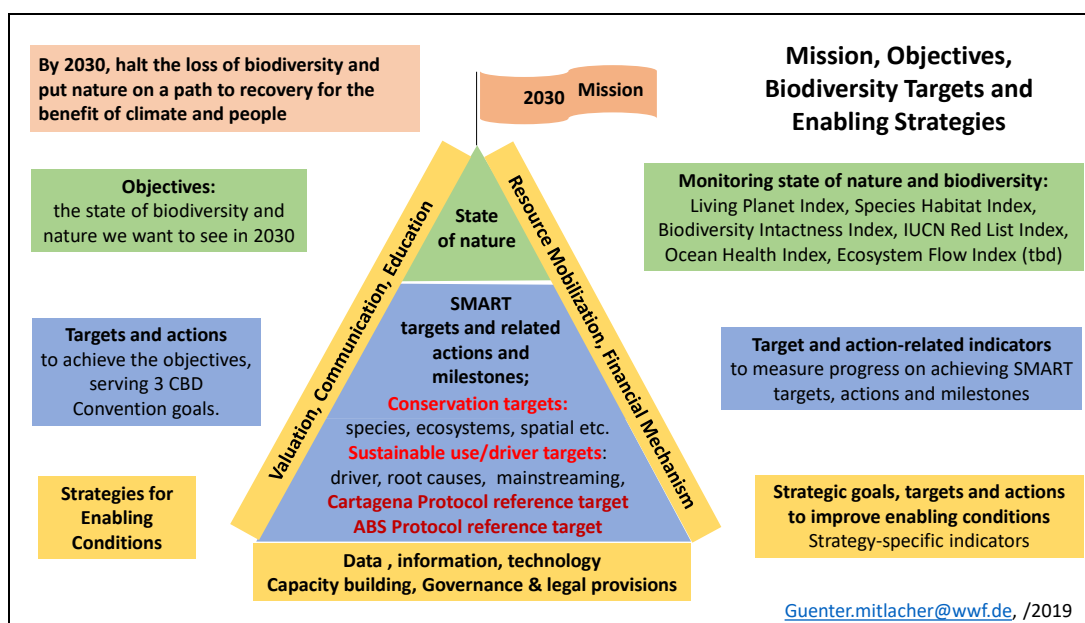 By 2030, halt the loss of biodiversity and
put nature on a path to recovery for the
benefit of climate and people
2030 Mission
Mission, Objectives,
Biodiversity Targets and
Enabling Strategies
Objectives:
the state of biodiversity and
nature we want to see in 2030
State
of nature
Monitoring state of nature and biodiversity:
Living Planet Index, Species Habitat Index,
Biodiversity Intactness Index, IUCN Red List Index,
Ocean Health Index, Ecosystem Flow Index (tbd)
Valuation, Communication, Education
Resource Mobilization, Financial Mechanism
Targets and actions
to achieve the objectives,
serving 3 CBD
Convention goals.
SMART
targets and related
actions and
milestones;
Conservation targets:
species, ecosystems, spatial etc.
Sustainable use/driver targets:
driver, root causes, mainstreaming,
Cartagena Protocol reference target
ABS Protocol reference target
Target and action-related indicators
to measure progress on achieving SMART
targets, actions and milestones
Strategies for
Enabling
Conditions
Data , information, technology
Capacity building, Governance & legal provisions
Strategic goals, targets and actions
to improve enabling conditions
Strategy-specific indicators
Guenter.mitlacher@wwf.de, /2019